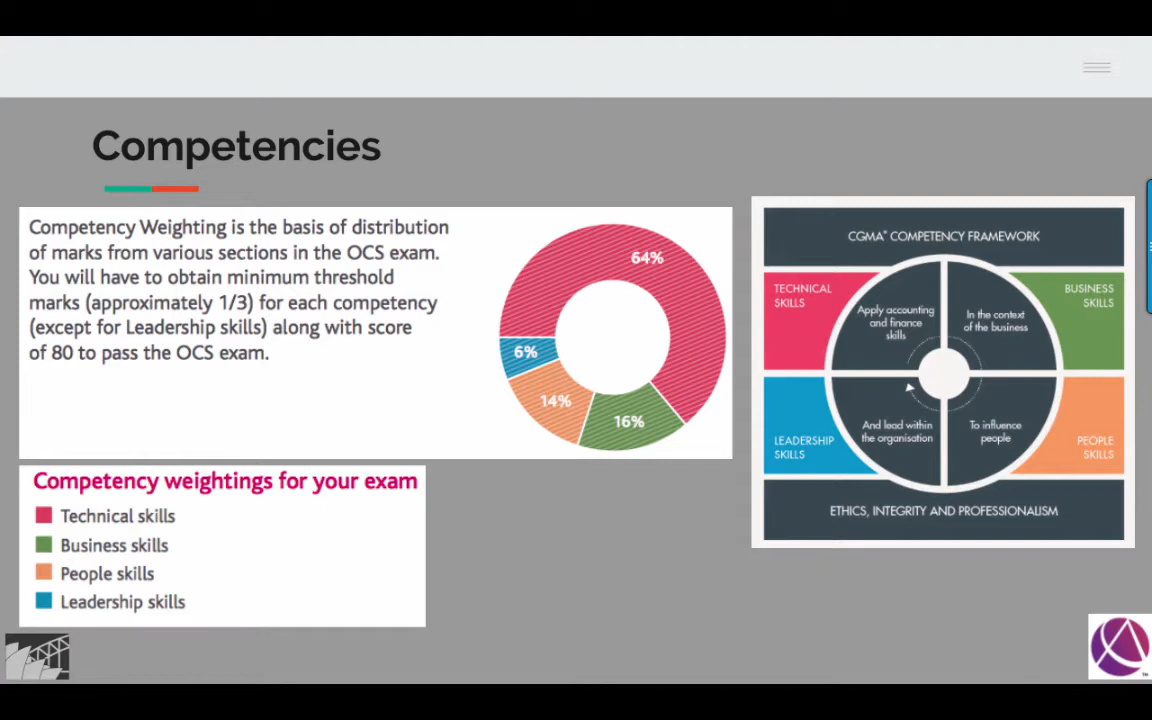 Competencies
Competency Weighting is the basis of distribution
of marks from various sections in the OCS exam.
You will have to obtain minimum threshold
marks (approximately 1/3) for each competency
(except for Leadership skills) along with score
of 80 to pass the OCS exam.
64%
6%
14%
16%
Competency weightings for your exam
Technical skills
Business skills
People skills
Leadership skills
CGMA® COMPETENCY FRAMEWORK
TECHNICAL
SKILLS
BUSINESS
SKILLS
Apply accounting
and finance
skills
In the context
of the business
And lead within
the organisation
To influence
people
LEADERSHIP
SKILLS
PEOPLE
SKILLS
ETHICS, INTEGRITY AND PROFESSIONALISM